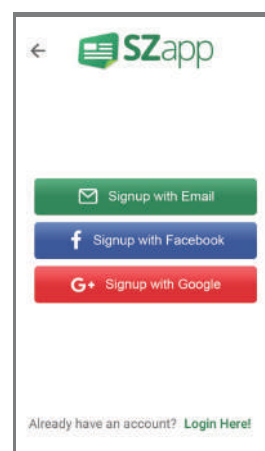 SZapp
Signup with Email
f Signup with Facebook
G+ Signup with Google
Already have an account? Login Here!